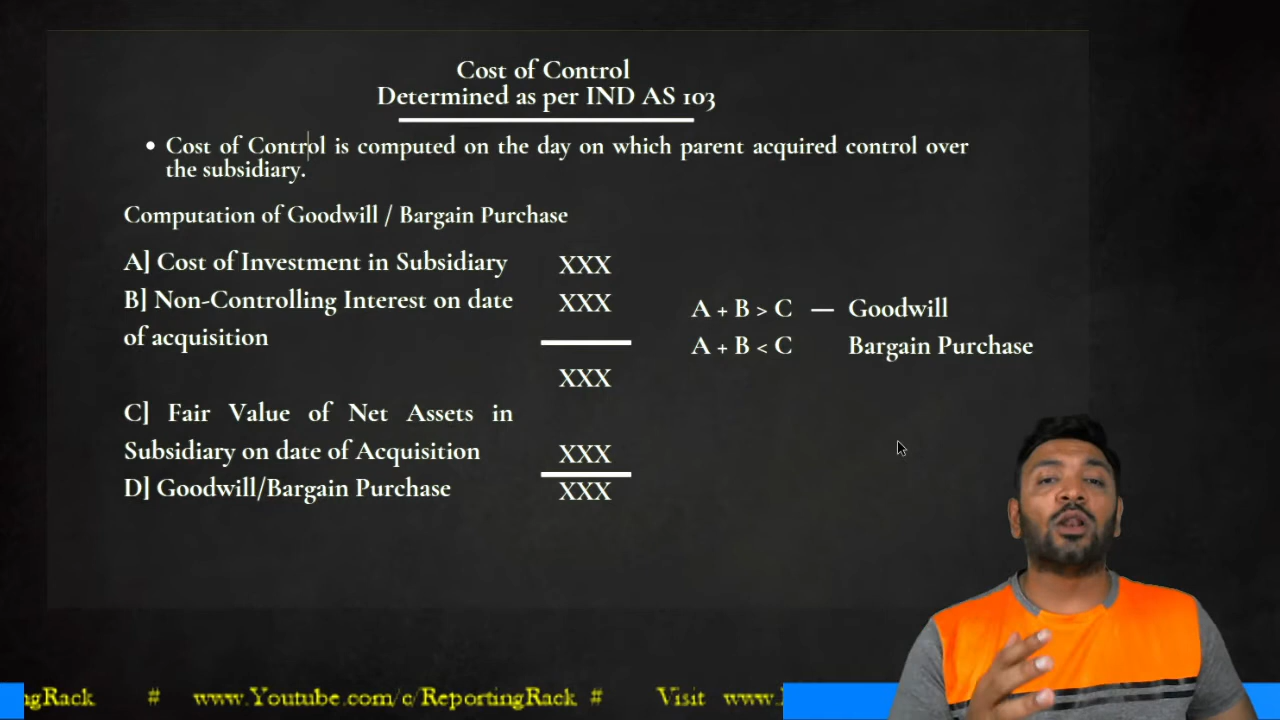 Cost of Control
Determined as per IND AS 103
• Cost of Control is computed on the day on which parent acquired control over
the subsidiary.
Computation of Goodwill / Bargain Purchase
A] Cost of Investment in Subsidiary XXX
B] Non-Controlling Interest on date XXX
of acquisition
A + B > C — Goodwill
A + B < C Bargain Purchase
XXX
C] Fair Value of Net Assets in
Subsidiary on date of Acquisition XXX
D] Goodwill/Bargain Purchase XXX
ngRack # www.Youtube.com/c/ReportingRack # Visit www.